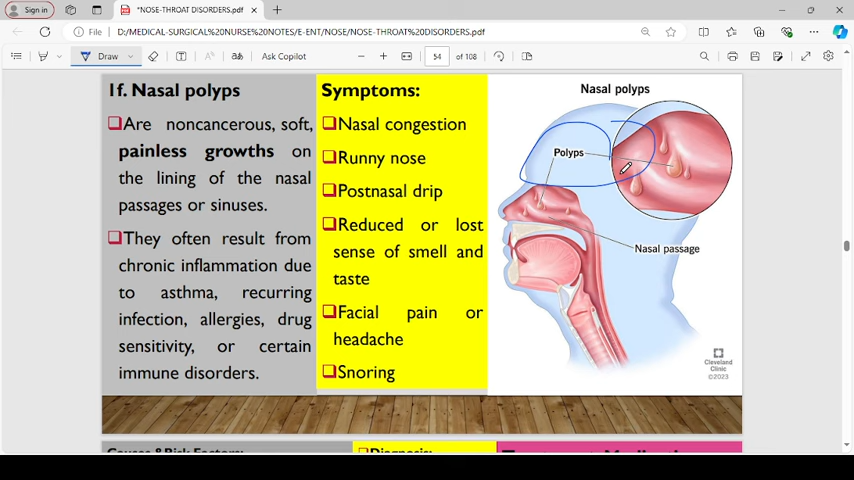 Sign in
*NOSE-THROAT DISORDERS.pdf
File
D:/MEDICAL-SURGICAL%20NURSE%20NOTES/E-ENT/NOSE/NOSE-THROAT%20DISORDERS.pdf
Draw
Ask Copilot
54
of 108
1f. Nasal polyps
Are noncancerous, soft,
painless growths on
the lining of the nasal
passages or sinuses.
They often result from
chronic inflammation due
to asthma, recurring
infection, allergies, drug
sensitivity, or certain
immune disorders.
Symptoms:
Nasal congestion
Runny nose
Postnasal drip
Reduced or lost
sense of smell and
taste
Facial pain or
headache
Snoring
Nasal polyps
Polyps
Nasal passage
Cleveland
Clinic
©2023
Causes & Risk Factors:
Diagnosis: